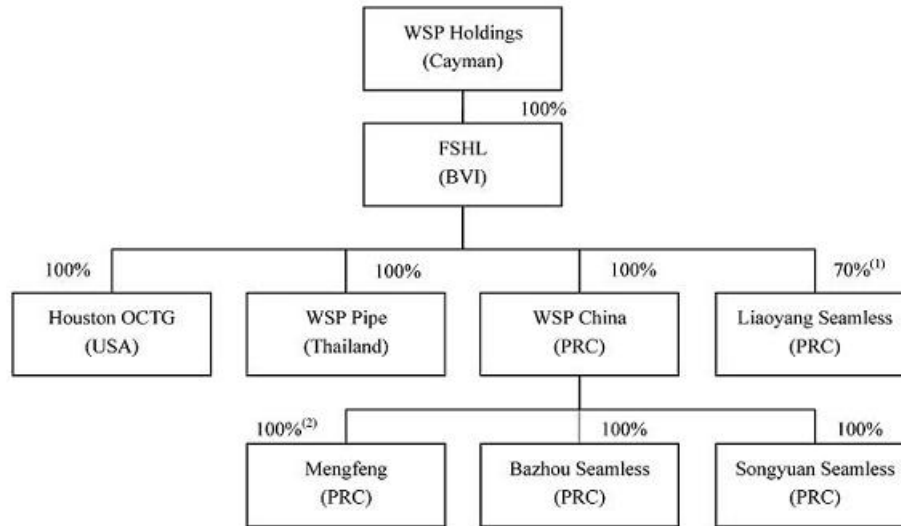 WSP Holdings
(Cayman)
100%
FSHL
(BVI)
100%
100%
100%
70%(1)
Houston OCTG
(USA)
WSP Pipe
(Thailand)
WSP China
(PRC)
Liaoyang Seamless
(PRC)
100%(2)
100%
100%
Mengfeng
(PRC)
Bazhou Seamless
(PRC)
Songyuan Seamless
(PRC)